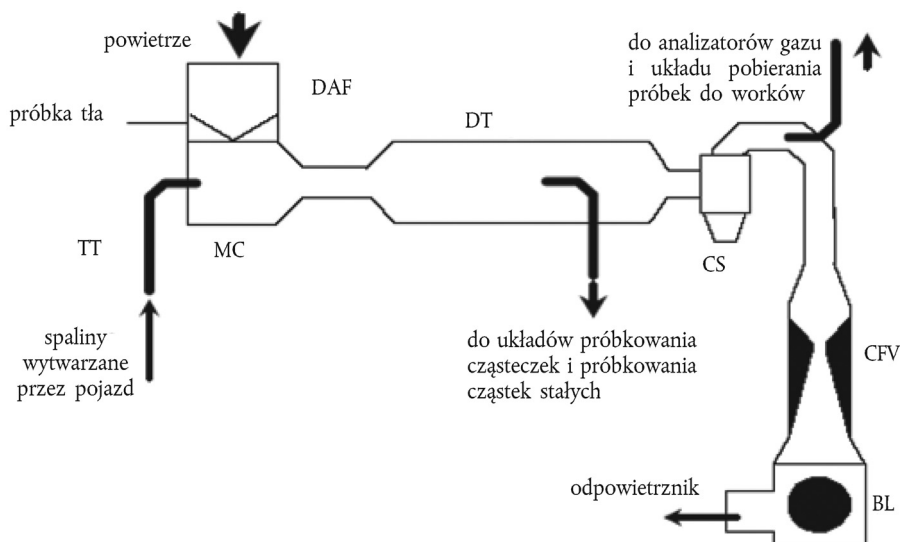 powietrze
DAF
próbka tła
DT
do analizatorów gazu
i układu pobierania
próbek do worków
TT
MC
CS
spaliny
wytwarzane
przez pojazd
do układów próbkowania
cząsteczek i próbkowania
cząstek stałych
CFV
odpowietrznik
BL